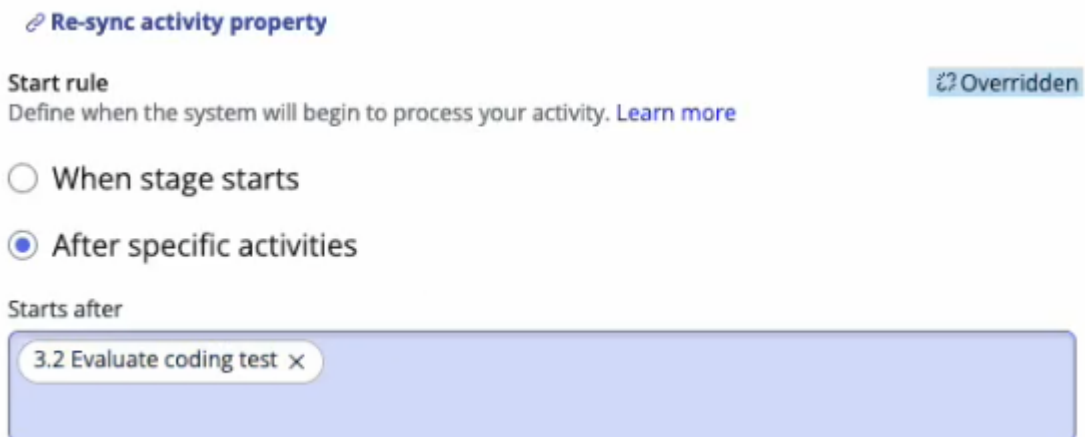 Re-sync activity property
Start rule
Overridden
Define when the system will begin to process your activity. Learn more
When stage starts
After specific activities
Starts after
3.2 Evaluate coding test ×